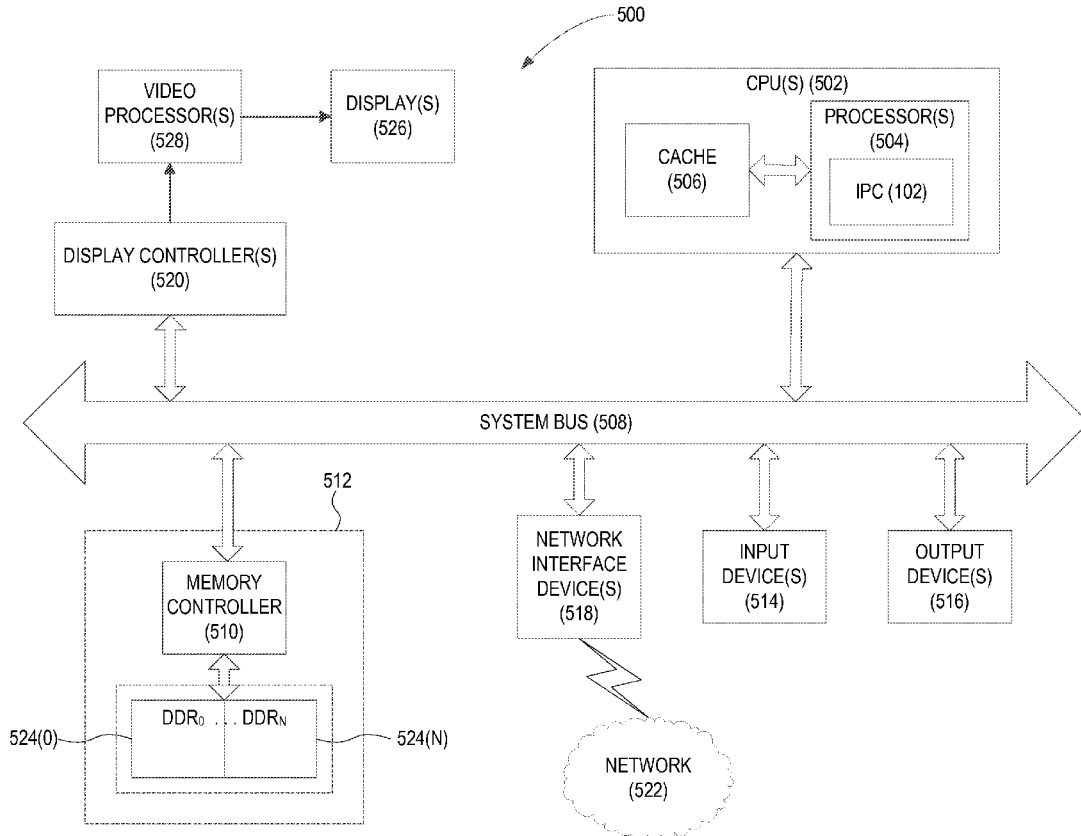 500
VIDEO
PROCESSOR(S)
(528)
DISPLAY(S)
(526)
CPU(S) (502)
CACHE
(506)
PROCESSOR(S)
(504)
IPC (102)
DISPLAY CONTROLLER(S)
(520)
SYSTEM BUS (508)
512
MEMORY
CONTROLLER
(510)
DDR₀ . . . DDRN
524(0)
524(N)
NETWORK
INTERFACE
DEVICE(S)
(518)
INPUT
DEVICE(S)
(514)
OUTPUT
DEVICE(S)
(516)
NETWORK
(522)